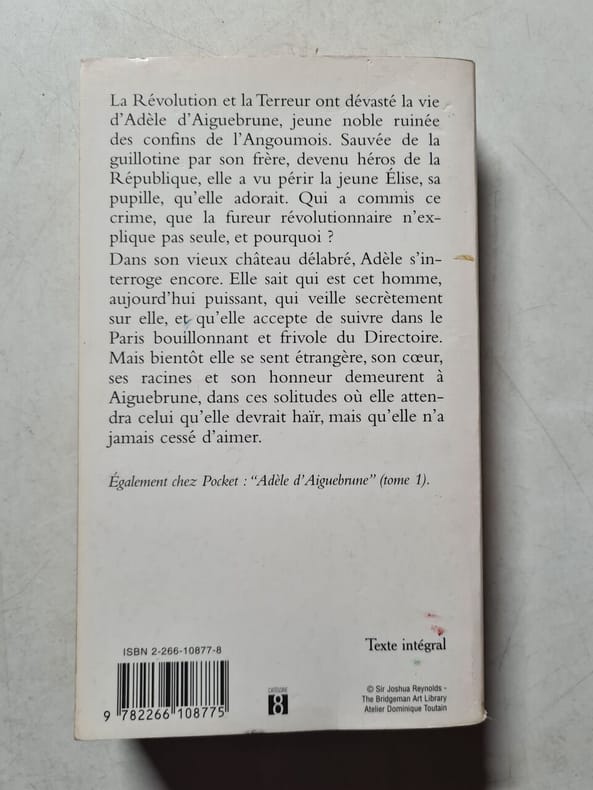 La Révolution et la Terreur ont dévasté la vie
d'Adèle d'Aiguebrune, jeune noble ruinée
des confins de l'Angoumois. Sauvée de la
guillotine par son frère, devenu héros de la
République, elle a vu périr la jeune Élise, sa
pupille, qu'elle adorait. Qui a commis ce
crime, que la fureur révolutionnaire n'ex-
plique pas seule, et pourquoi ?
Dans son vieux château délabré, Adèle s'in-
terroge encore. Elle sait qui est cet homme,
aujourd'hui puissant, qui veille secrètement
sur elle, et qu'elle accepte de suivre dans le
Paris bouillonnant et frivole du Directoire.
Mais bientôt elle se sent étrangère, son cœur,
ses racines et son honneur demeurent à
Aiguebrune, dans ces solitudes où elle atten-
dra celui qu'elle devrait haïr, mais qu'elle n'a
jamais cessé d'aimer.
Également chez Pocket : "Adèle d'Aiguebrune" (tome 1).
ISBN 2-266-10877-8
9 782266 108775
CATÉGORIE
8
Texte intégral
© Sir Joshua Reynolds -
The Bridgeman Art Library
Atelier Dominique Toutain